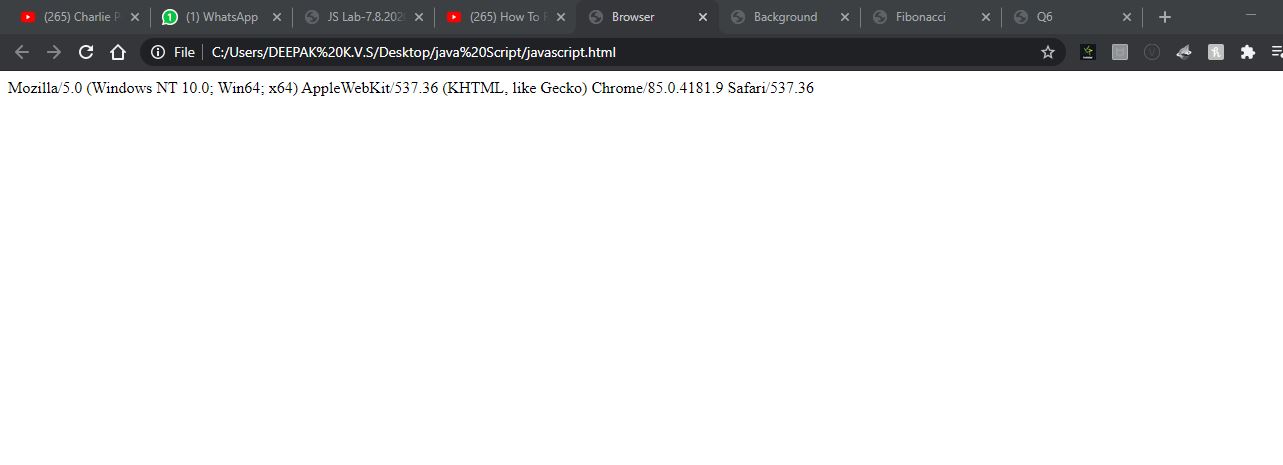 (265) Charlie P
1 (1) WhatsApp
JS Lab-7.8.202
(265) How To
Browser
Background
Fibonacci
Q6
File C:/Users/DEEPAK%20K.V.S/Desktop/java%20Script/javascript.html
Mozilla/5.0 (Windows NT 10.0; Win64; x64) AppleWebKit/537.36 (KHTML, like Gecko) Chrome/85.0.4181.9 Safari/537.36